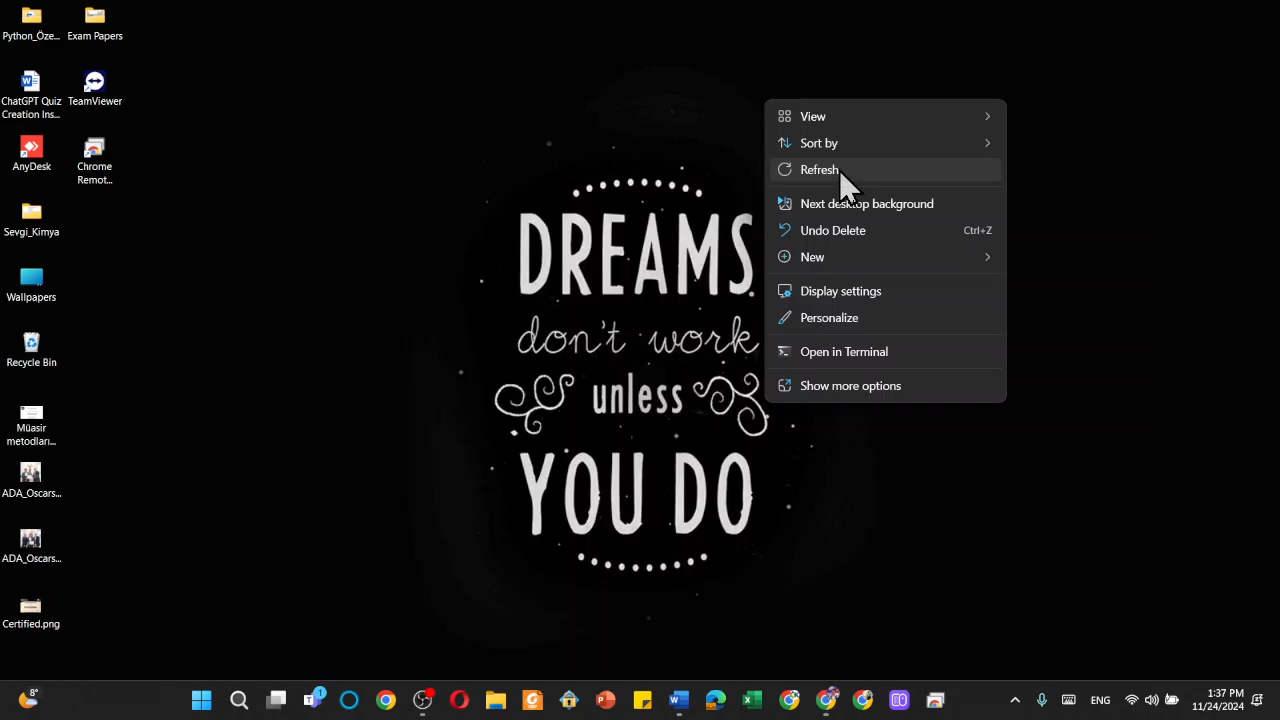 Python_Öze...
Exam Papers
ChatGPT Quiz
Creation Ins...
TeamViewer
AnyDesk
Chrome
Remot...
Sevgi_Kimya
Wallpapers
Recycle Bin
Müasir
metodları...
ADA_Oscars...
ADA_Oscars...
Certified.png
DREAMS
don't work
unless
YOU DO
View
Sort by
Refresh
Next desktop background
Undo Delete Ctrl+Z
New
Display settings
Personalize
Open in Terminal
Show more options
8°
1
ENG
1:37 PM
11/24/2024